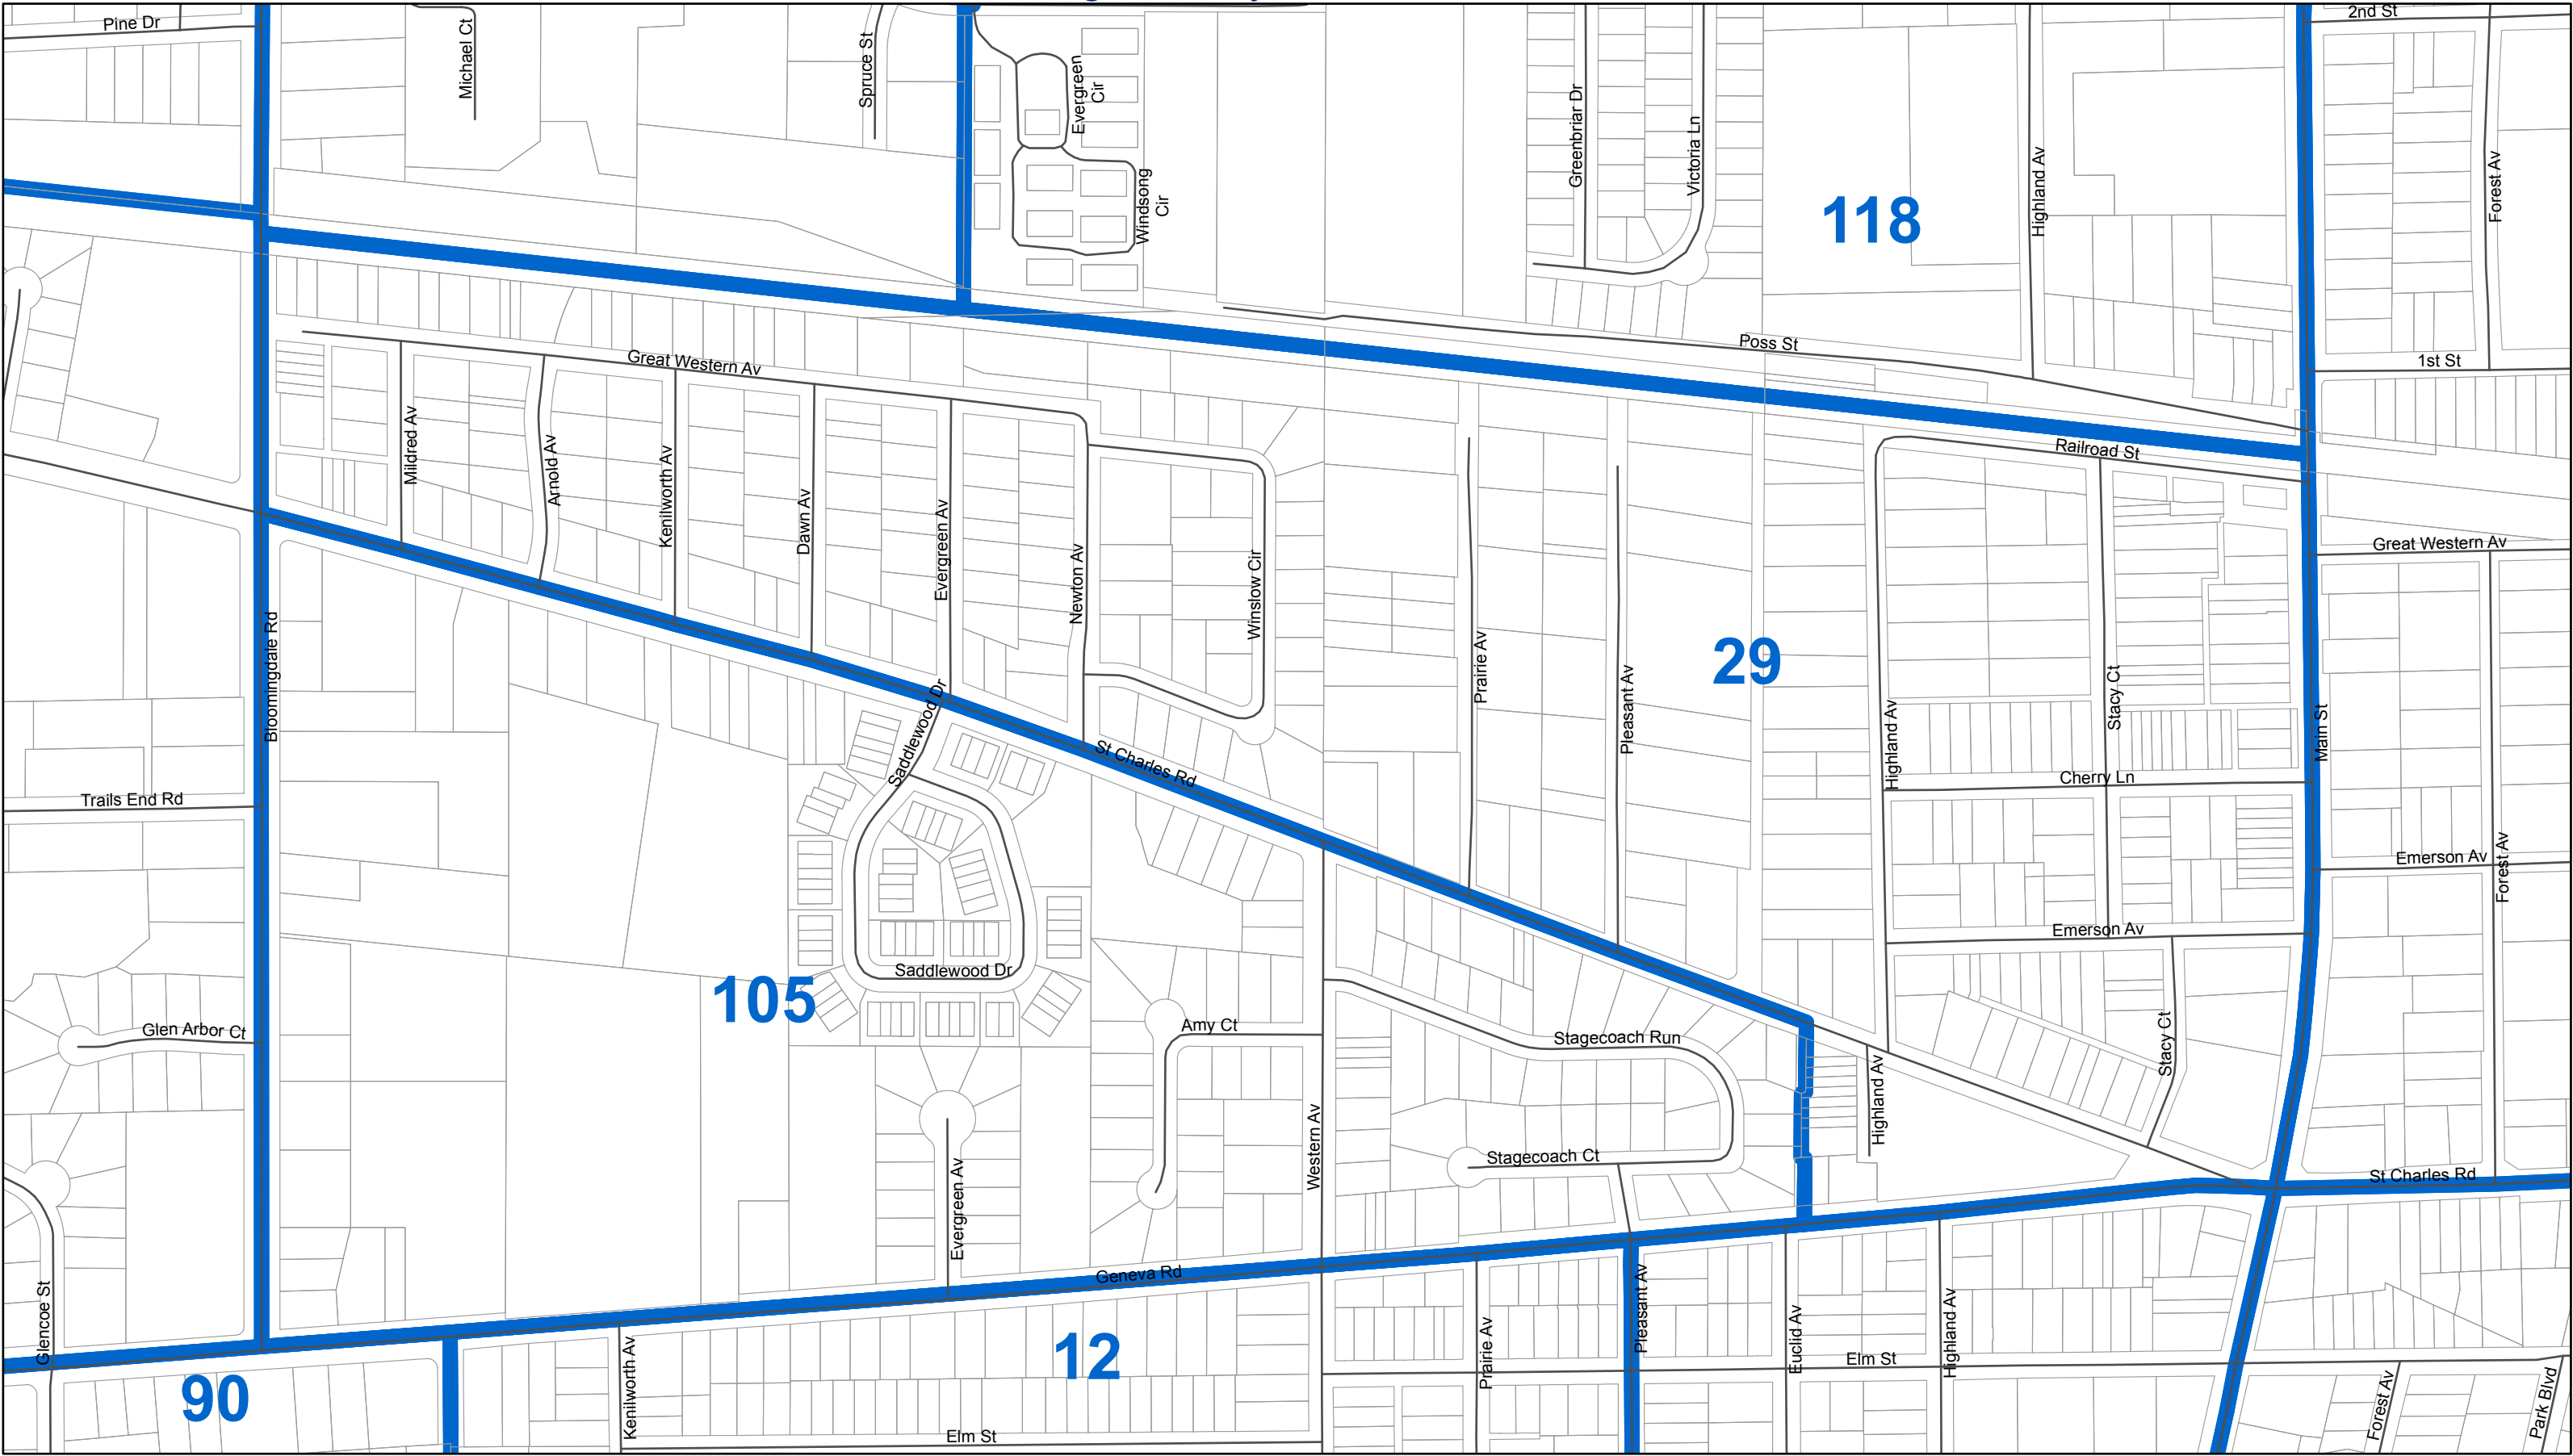 Pine Dr
Michael Ct
Spruce St
Evergreen
Cir
Windsong
Cir
Greenbriar Dr
Victoria Ln
118
Highland Av
2nd St
Forest Av
1st St
Poss St
Great Western Av
Railroad St
Mildred Av
Arnold Av
Kenilworth Av
Dawn Av
Evergreen Av
Newton Av
Winslow Cir
Great Western Av
Bloomingdale Rd
Prairie Av
Pleasant Av
29
Highland Av
Stacy Ct
Main St
Saddlewood Dr
St Charles Rd
Cherry Ln
Trails End Rd
Emerson Av
Forest Av
Emerson Av
Saddlewood Dr
105
Glen Arbor Ct
Amy Ct
Stagecoach Run
Highland Av
Stacy Ct
Western Av
Stagecoach Ct
St Charles Rd
Evergreen Av
Geneva Rd
Glencoe St
Kenilworth Av
12
Prairie Av
Pleasant Av
Euclid Av
Elm St
Highland Av
90
Elm St
Forest Av
Park Blvd